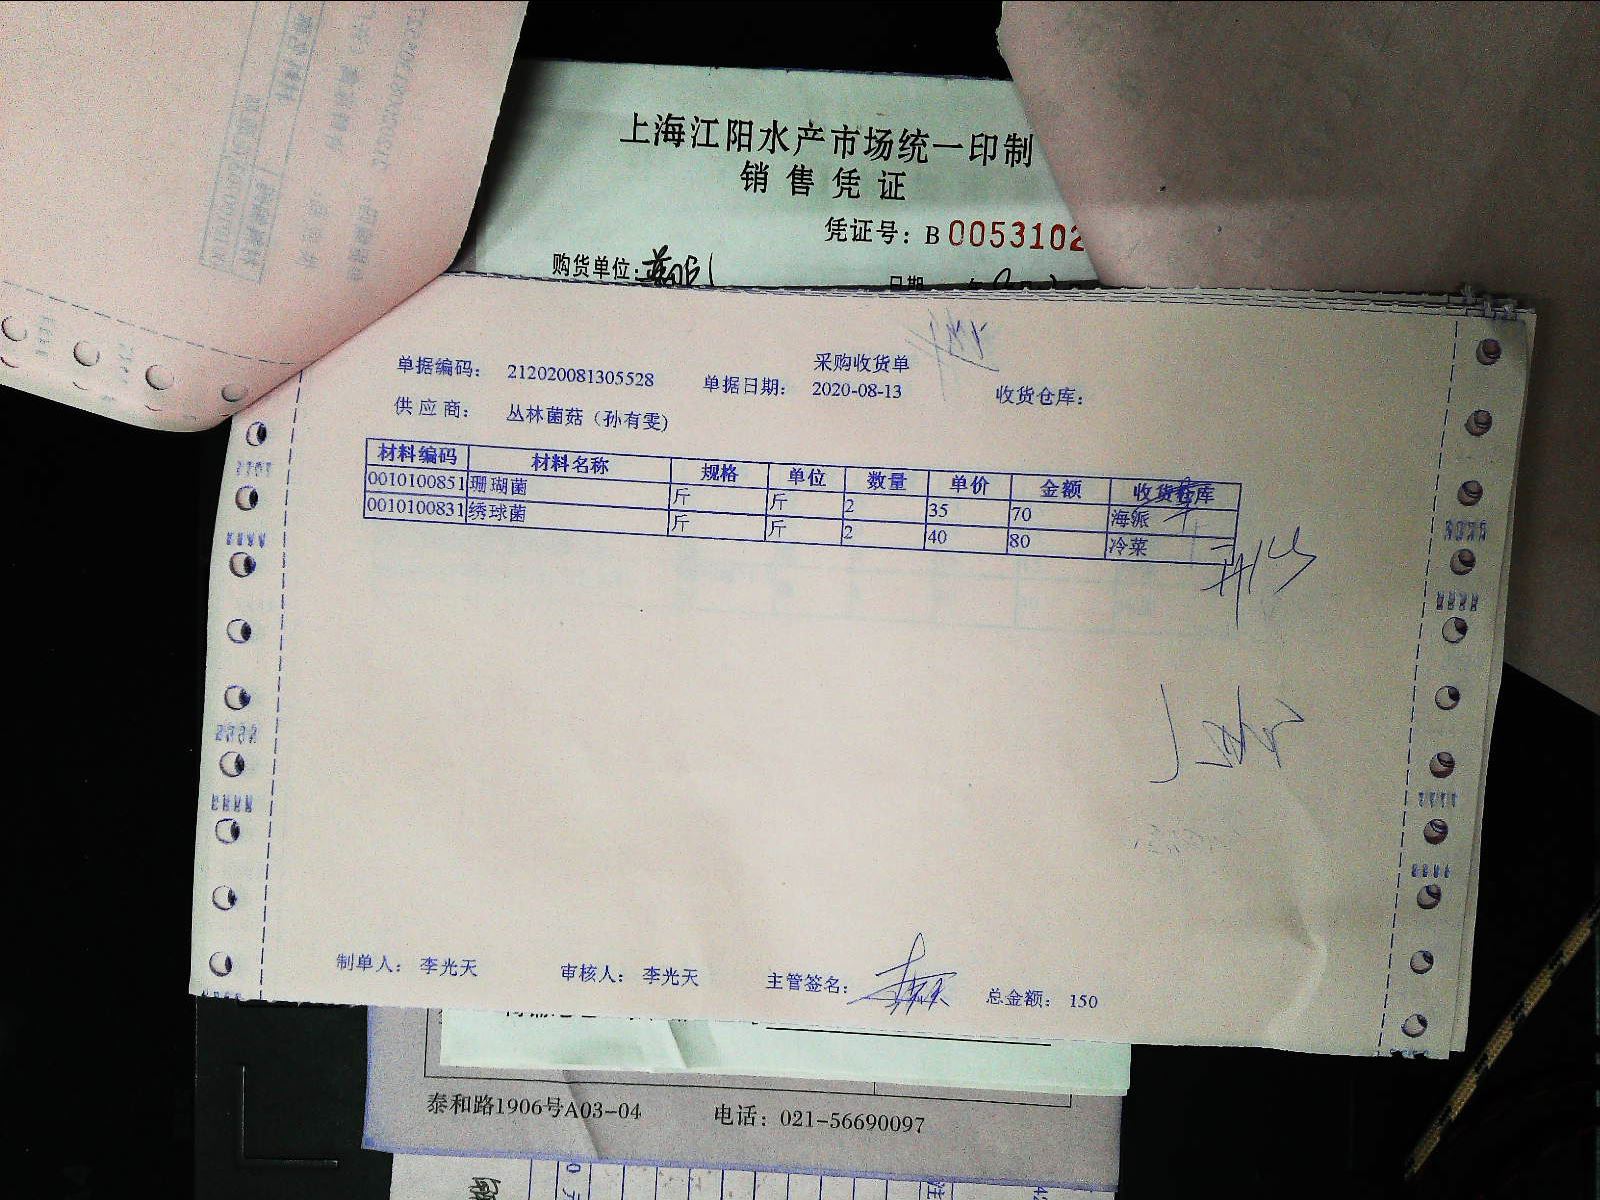 上海江阳水产市场统一印制
销售凭证
凭证号: B 0053102
购货单位:
日期
采购收货单
单据编码: 212020081305528 单据日期: 2020-08-13 收货仓库:
供应商: 丛林菌菇（孙有雯)
材料编码 材料名称 规格 单位 数量 单价 金额 收货仓库
0010100851 珊瑚菌 斤 斤 2 35 70 海派
0010100831 绣球菌 斤 斤 2 40 80 冷菜
制单人: 李光天 审核人: 李光天 主管签名: 总金额: 150
泰和路1906号A03-04 电话: 021-56690097